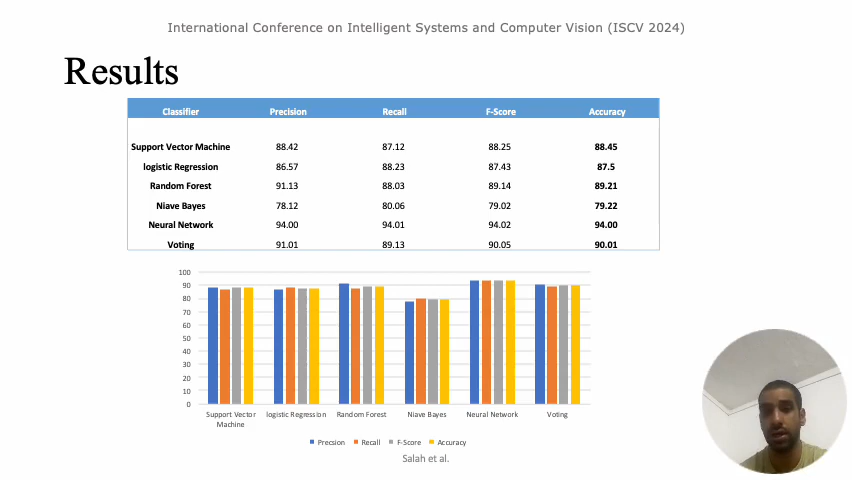 International Conference on Intelligent Systems and Computer Vision (ISCV 2024)
Results
Classifier Precision Recall F-Score Accuracy
Support Vector Machine 88.42 87.12 88.25 88.45
logistic Regression 86.57 88.23 87.43 87.5
Random Forest 91.13 88.03 89.14 89.21
Niave Bayes 78.12 80.06 79.02 79.22
Neural Network 94.00 94.01 94.02 94.00
Voting 91.01 89.13 90.05 90.01
100
90
80
70
60
50
40
30
20
10
0
Support Vector Machine logistic Regression Random Forest Niave Bayes Neural Network Voting
Precsion Recall F-Score Accuracy
Salah et al.